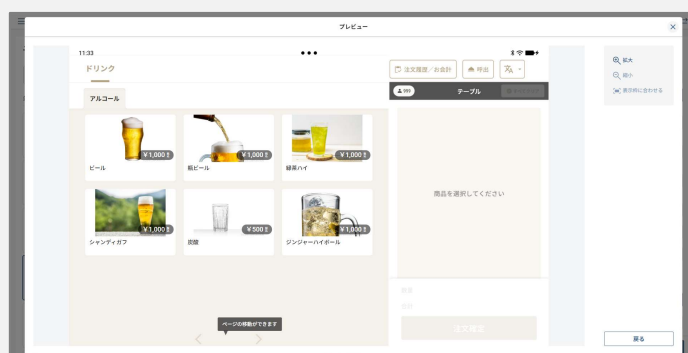 プレビュー
11:33
ドリンク
注文履歴／お会計
呼出
アルコール
テーブル
¥1,000
ビール
¥1,000
瓶ビール
¥1,000
緑茶ハイ
¥1,000
シャンディガフ
¥500
炭酸
¥1,000
ジンジャーハイボール
商品を選択してください
ページの移動ができます
注文確定
拡大
縮小
表示枠に合わせる
戻る